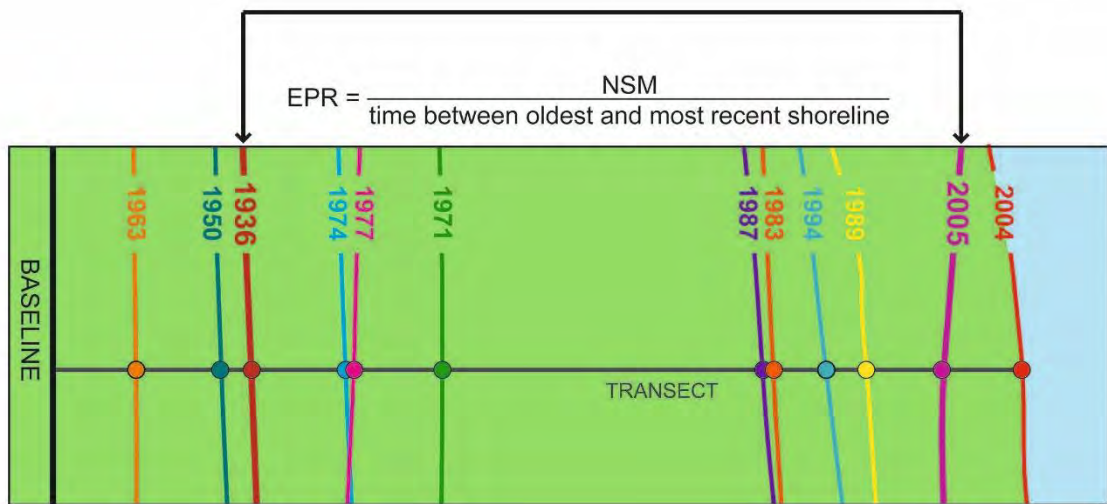 EPR =
NSM
time between oldest and most recent shoreline
BASELINE
1963
1950
1936
1974
1977
1971
1987
1983
1994
1989
2005
2004
TRANSECT